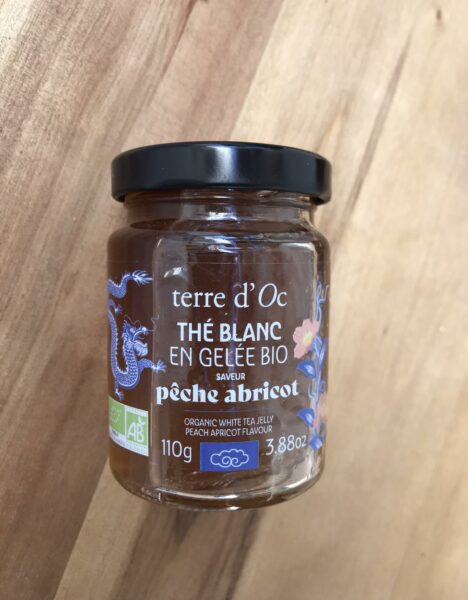 terre d'Oc
THÉ BLANC
EN GELÉE BIO
SAVEUR
pêche abricot
ORGANIC WHITE TEA JELLY
PEACH APRICOT FLAVOUR
110g 3.88oz
AB